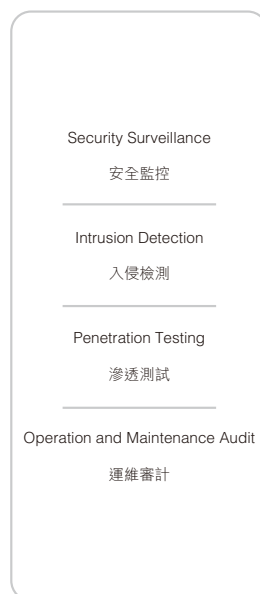 Security Surveillance
安全監控
Intrusion Detection
入侵檢測
Penetration Testing
滲透測試
Operation and Maintenance Audit
運維審計